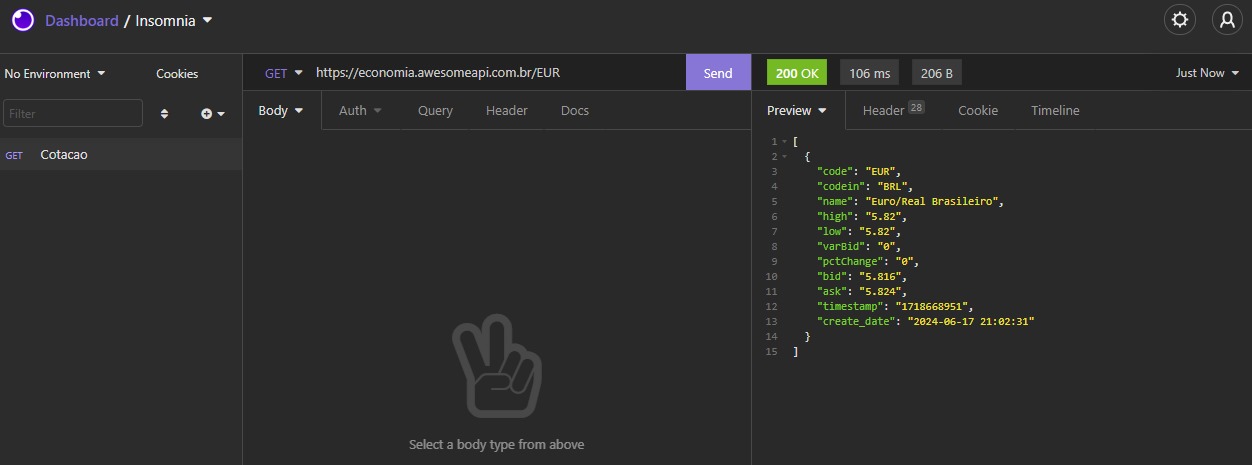 Dashboard / Insomnia
No Environment
Cookies
Filter
GET Cotacao
GET https://economia.awesomeapi.com.br/EUR Send
Body Auth Query Header Docs
Select a body type from above
200 OK 106 ms 206 B Just Now
Preview Header 28 Cookie Timeline
1 [
2 {
3 "code": "EUR",
4 "codein": "BRL",
5 "name": "Euro/Real Brasileiro",
6 "high": "5.82",
7 "low": "5.82",
8 "varBid": "0",
9 "pctChange": "0",
10 "bid": "5.816",
11 "ask": "5.824",
12 "timestamp": "1718668951",
13 "create_date": "2024-06-17 21:02:31"
14 }
15 ]